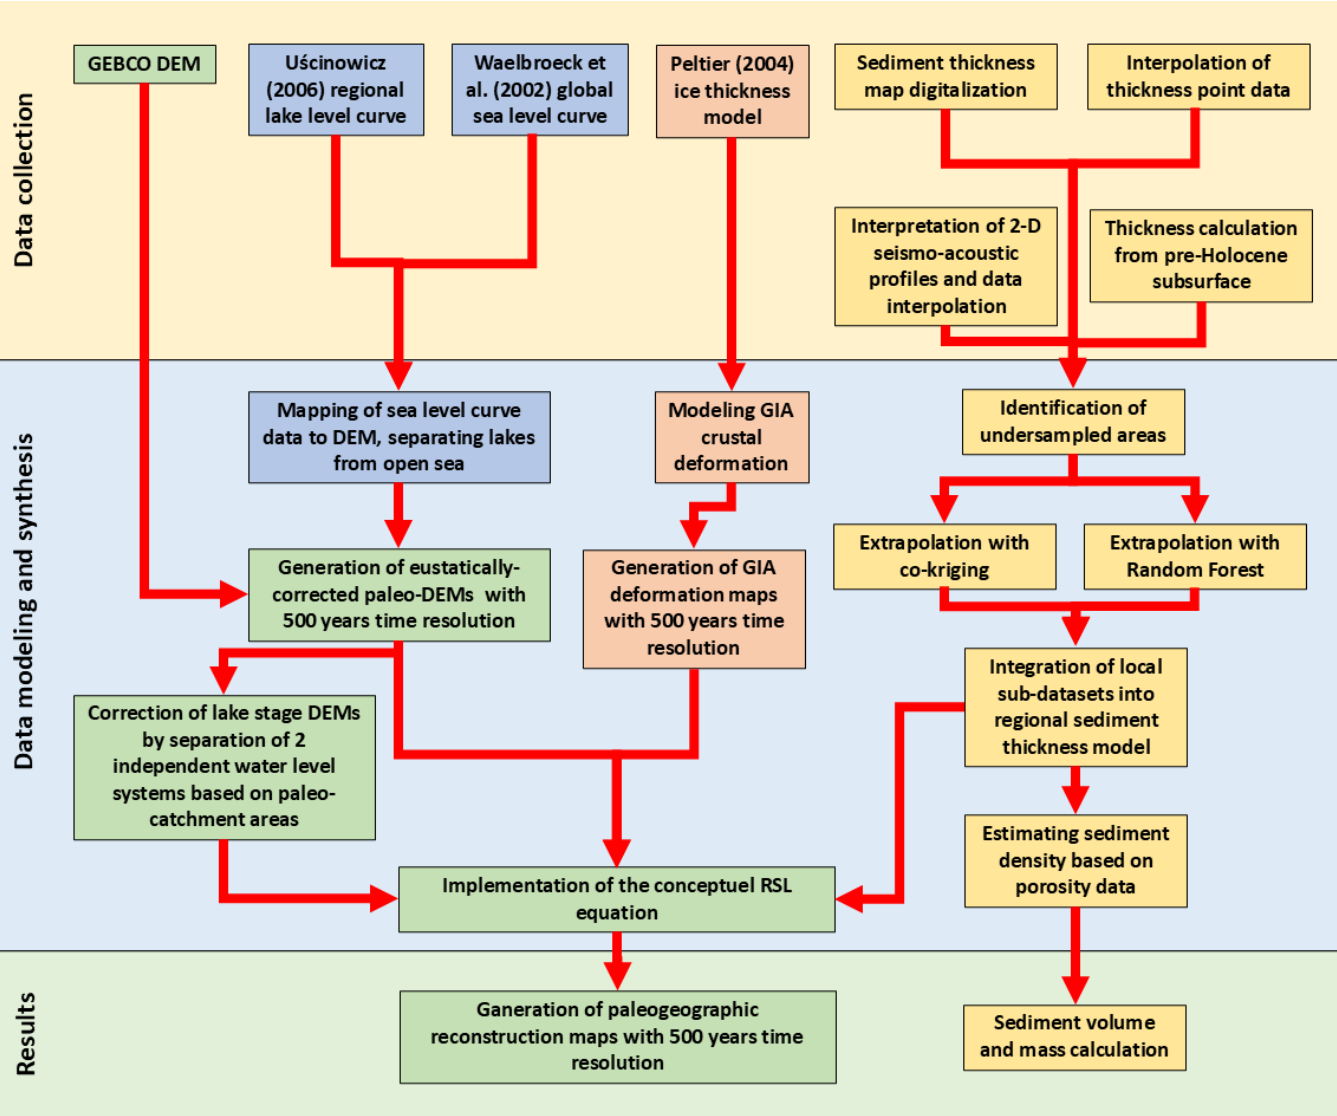 Data collection
GEBCO DEM
Uścinowicz
(2006) regional
lake level curve
Waelbroeck et
al. (2002) global
sea level curve
Peltier (2004)
ice thickness
model
Sediment thickness
map digitalization
Interpolation of
thickness point data
Interpretation of 2-D
seismo-acoustic
profiles and data
interpolation
Thickness calculation
from pre-Holocene
subsurface
Data modeling and synthesis
Mapping of sea level curve
data to DEM, separating lakes
from open sea
Modeling GIA
crustal
deformation
Identification of
undersampled areas
Generation of eustatically-
corrected paleo-DEMs with
500 years time resolution
Generation of GIA
deformation maps
with 500 years time
resolution
Extrapolation with
co-kriging
Extrapolation with
Random Forest
Correction of lake stage DEMs
by separation of 2
independent water level
systems based on paleo-
catchment areas
Integration of local
sub-datasets into
regional sediment
thickness model
Estimating sediment
density based on
porosity data
Implementation of the conceptuel RSL
equation
Results
Ganeration of paleogeographic
reconstruction maps with 500 years time
resolution
Sediment volume
and mass calculation